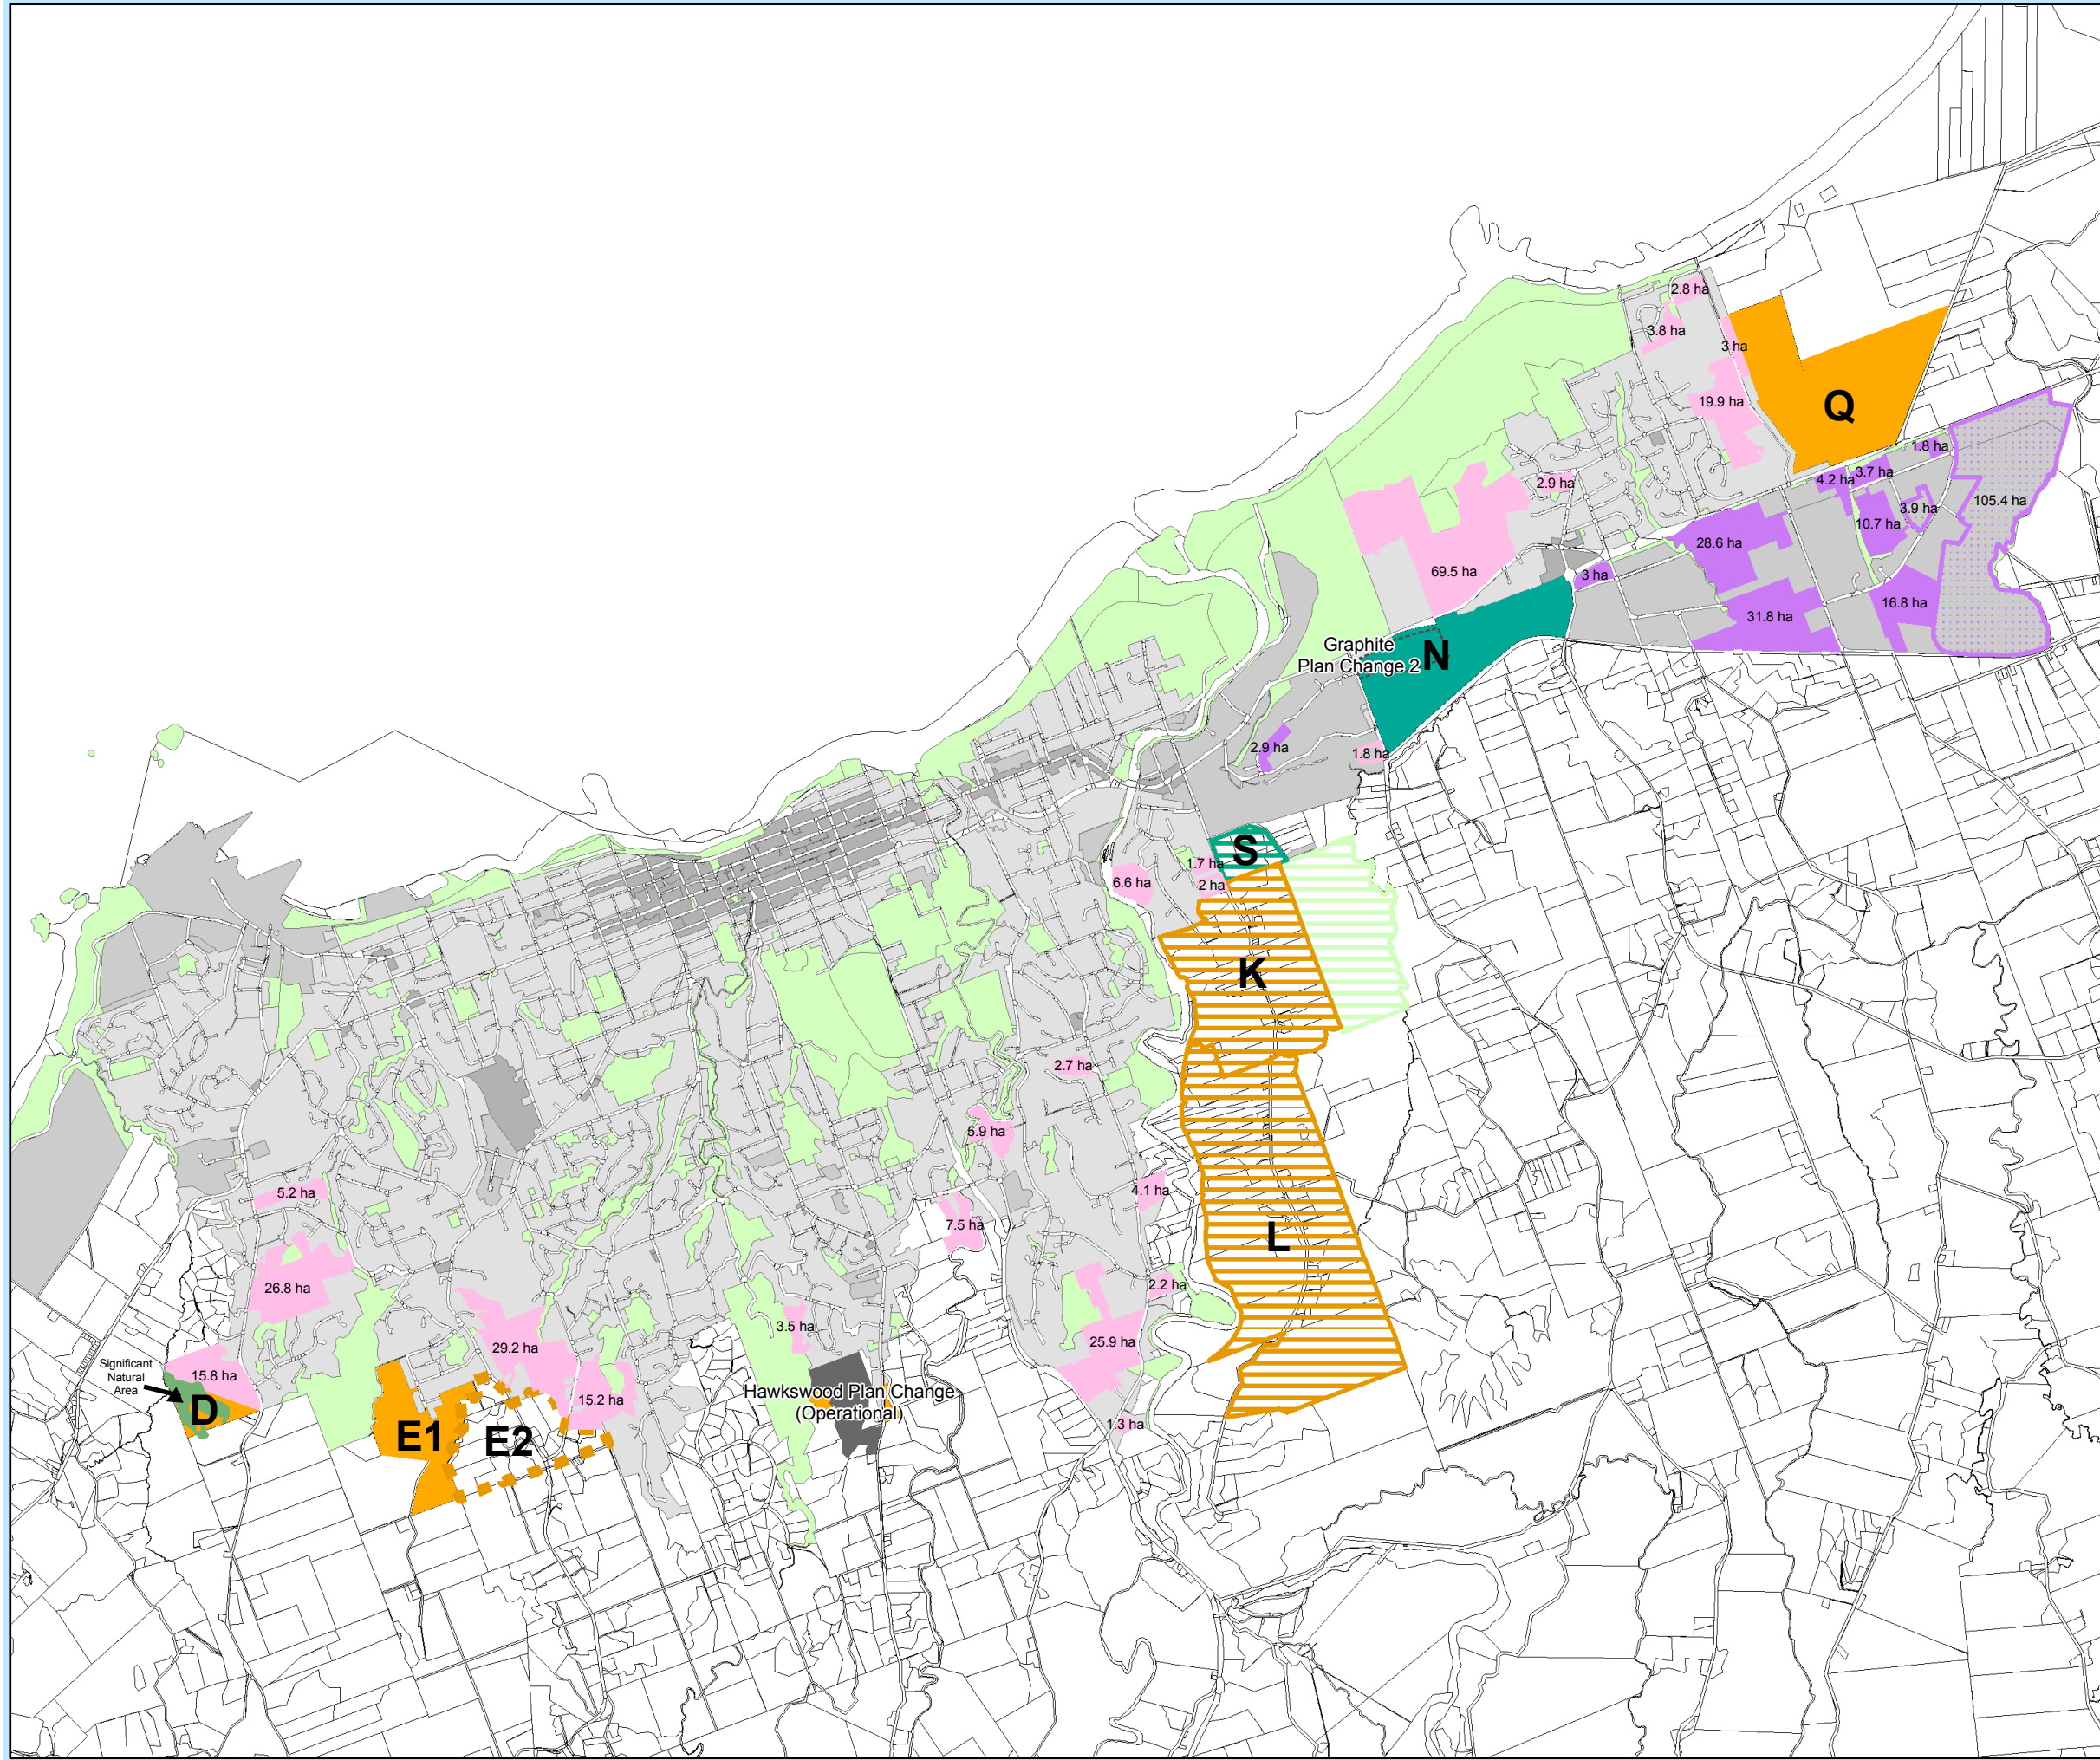 2.8 ha
3.8 ha
3 ha
19.9 ha
Q
1.8 ha
3.7 ha
4.2 ha
2.9 ha
105.4 ha
3.9 ha
10.7 ha
28.6 ha
69.5 ha
3 ha
16.8 ha
31.8 ha
Graphite
Plan Change 2
N
2.9 ha
1.8 ha
S
1.7 ha
6.6 ha
2 ha
K
2.7 ha
5.9 ha
4.1 ha
5.2 ha
7.5 ha
L
26.8 ha
2.2 ha
3.5 ha
25.9 ha
29.2 ha
Significant
Natural
Area
15.8 ha
D
15.2 ha
Hawkswood Plan Change
(Operational)
1.3 ha
E1
E2